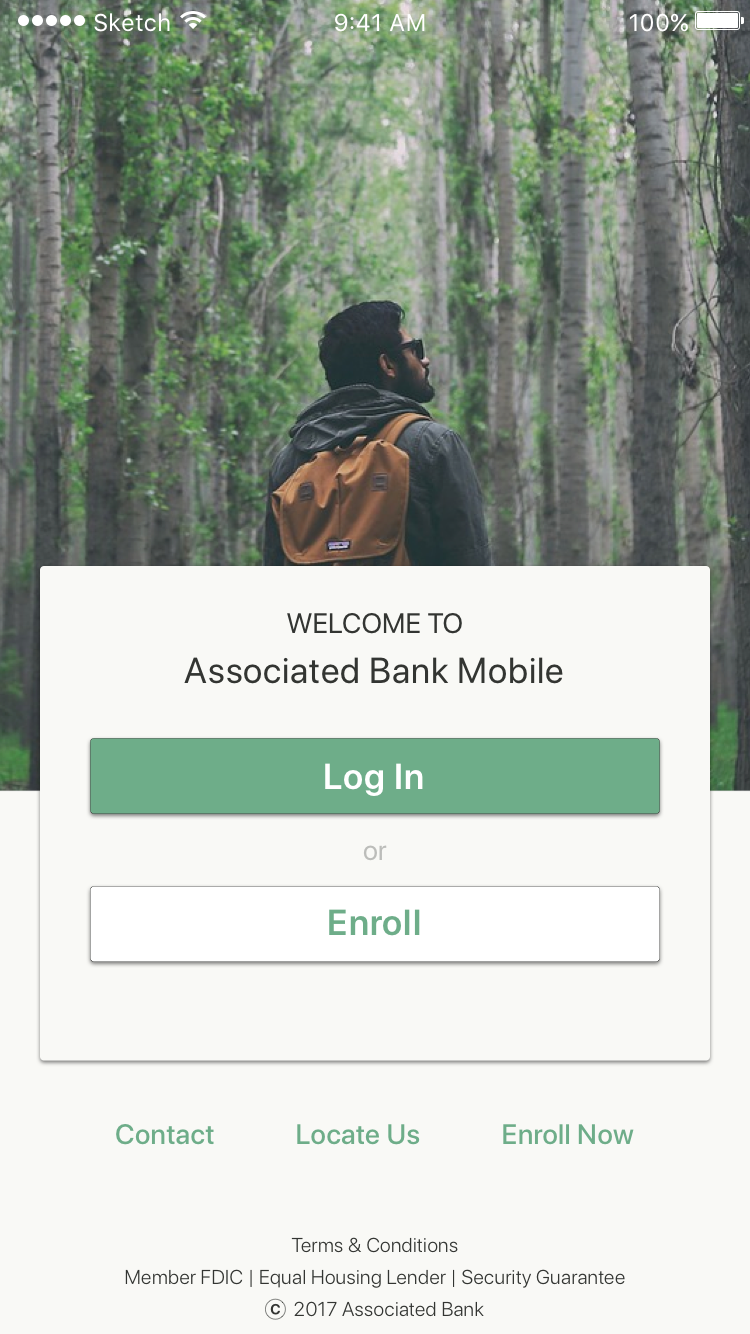 Sketch 9:41 AM 100%
WELCOME TO
Associated Bank Mobile
Log In
or
Enroll
Contact Locate Us Enroll Now
Terms & Conditions
Member FDIC | Equal Housing Lender | Security Guarantee
© 2017 Associated Bank